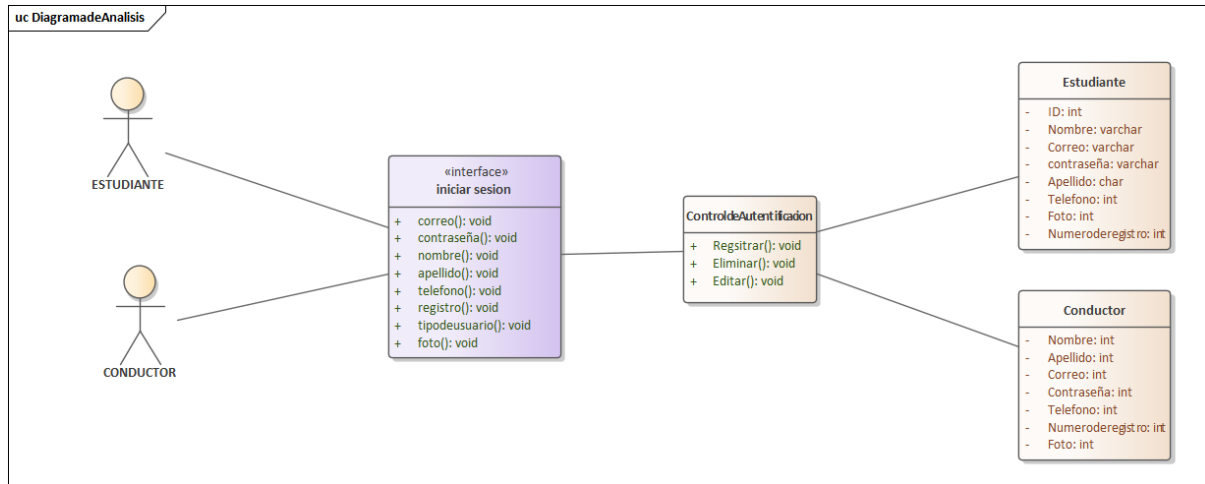 uc DiagramadeAnalisis
ESTUDIANTE
CONDUCTOR
«interface»
iniciar sesion
+ correo(): void
+ contraseña(): void
+ nombre(): void
+ apellido(): void
+ telefono(): void
+ registro(): void
+ tipodeusuario(): void
+ foto(): void
ControldeAutentificacion
+ Regsitrar(): void
+ Eliminar(): void
+ Editar(): void
Estudiante
- ID: int
- Nombre: varchar
- Correo: varchar
- contraseña: varchar
- Apellido: char
- Telefono: int
- Foto: int
- Numeroderegistro: int
Conductor
- Nombre: int
- Apellido: int
- Correo: int
- Contraseña: int
- Telefono: int
- Numeroderegistro: int
- Foto: int